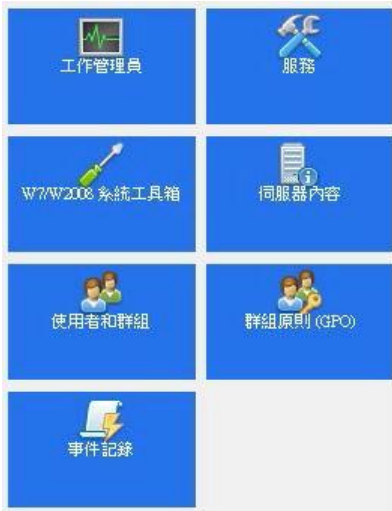 工作管理員
服務
W7/W2008 系統工具箱
伺服器內容
使用者和群組
群組原則 (GPO)
事件記錄